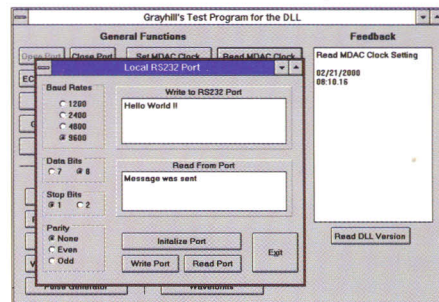 Grayhill's Test Program for the DLL
General Functions
Feedback
Open Port
Close Port
Set MDAC Clock
Read MDAC Clock
Read MDAC Clock Setting
02/21/2000
08:10.16
Local RS232 Port
Baud Rates
1200
2400
4800
9600
Write to RS232 Port
Hello World !!
Data Bits
7 8
Read From Port
Message was sent
Stop Bits
1 2
Parity
None
Even
Odd
Initalize Port
Write Port
Read Port
Exit
Read DLL Version
Pulse Generator
Waveforms